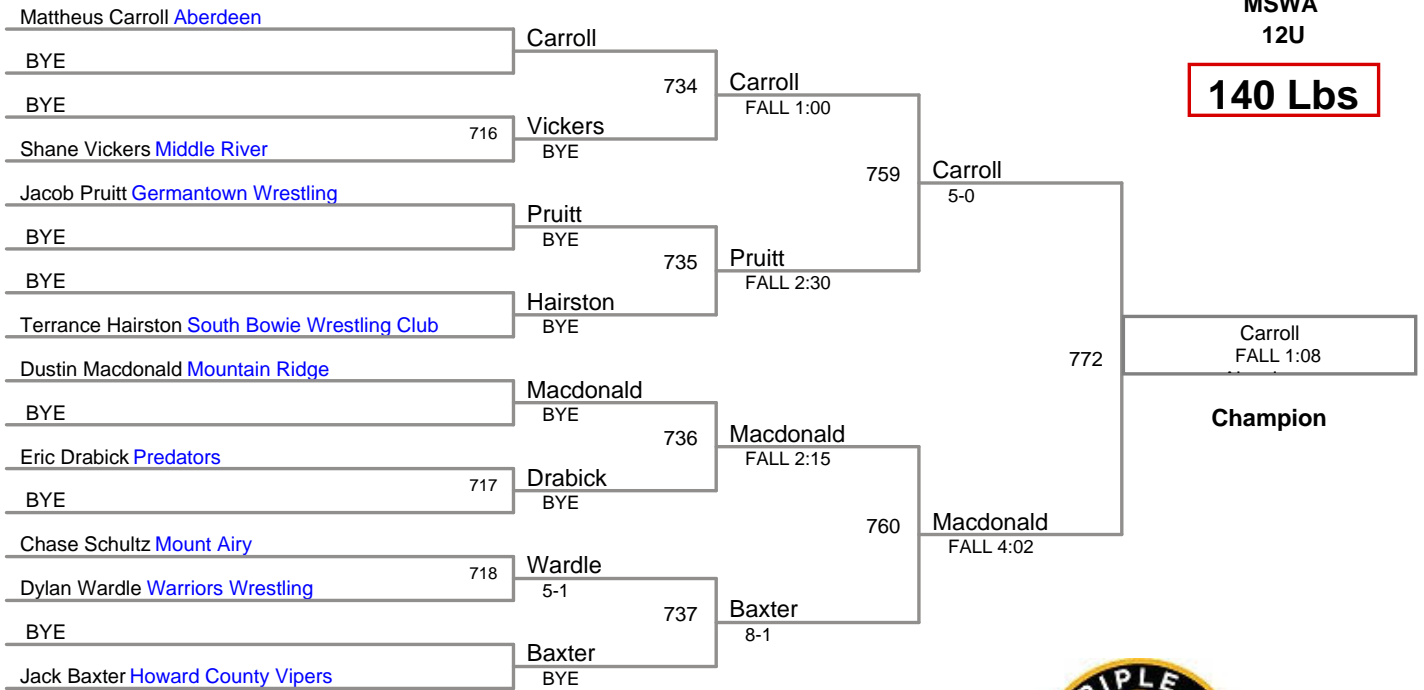 MSWA
12U
140 Lbs
Mattheus Carroll Aberdeen
BYE
BYE
716
Shane Vickers Middle River
Jacob Pruitt Germantown Wrestling
BYE
BYE
Terrance Hairston South Bowie Wrestling Club
Dustin Macdonald Mountain Ridge
BYE
Eric Drabick Predators
717
BYE
Chase Schultz Mount Airy
718
Dylan Wardle Warriors Wrestling
BYE
Jack Baxter Howard County Vipers
Carroll
734
Vickers
BYE
Pruitt
BYE
735
Hairston
BYE
Macdonald
BYE
736
Drabick
BYE
Wardle
5-1
737
Baxter
BYE
Carroll
FALL 1:00
759
Pruitt
FALL 2:30
Macdonald
FALL 2:15
760
Baxter
8-1
Carroll
5-0
772
Macdonald
FALL 4:02
Carroll
FALL 1:08
Champion